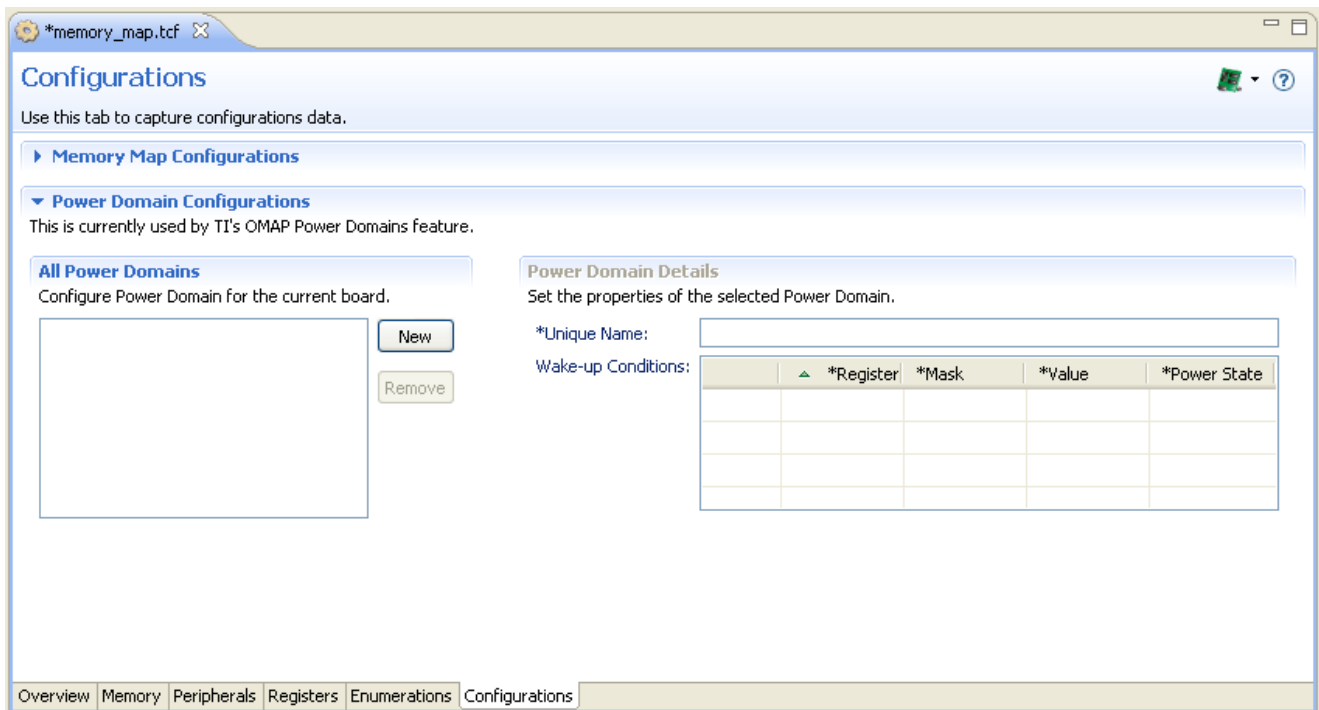 *memory_map.tcf
Configurations
Use this tab to capture configurations data.
Memory Map Configurations
Power Domain Configurations
This is currently used by TI's OMAP Power Domains feature.
All Power Domains
Configure Power Domain for the current board.
New
Remove
Power Domain Details
Set the properties of the selected Power Domain.
*Unique Name:
Wake-up Conditions:
*Register *Mask *Value *Power State
Overview Memory Peripherals Registers Enumerations Configurations